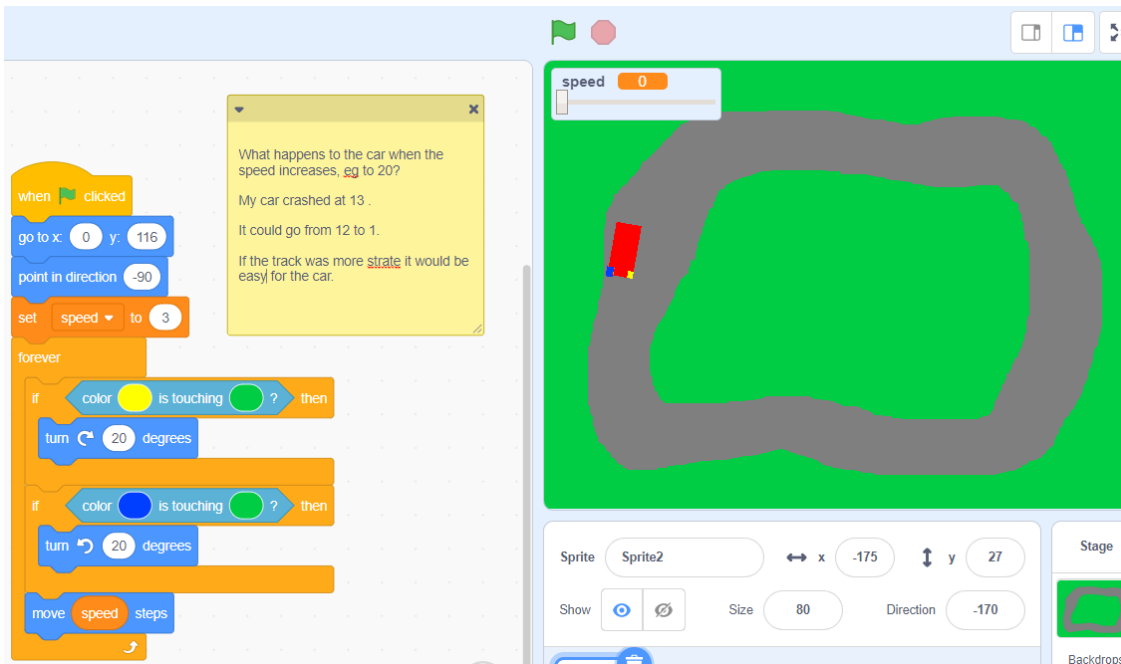 speed 0
What happens to the car when the
speed increases, eg to 20?
My car crashed at 13 .
It could go from 12 to 1.
If the track was more strate it would be
easy for the car.
when clicked
go to x: 0 y: 116
point in direction -90
set speed to 3
forever
if color is touching ? then
turn 20 degrees
if color is touching ? then
turn 20 degrees
move speed steps
Sprite Sprite2 x -175 y 27
Show Size 80 Direction -170
Stage
Backdrops